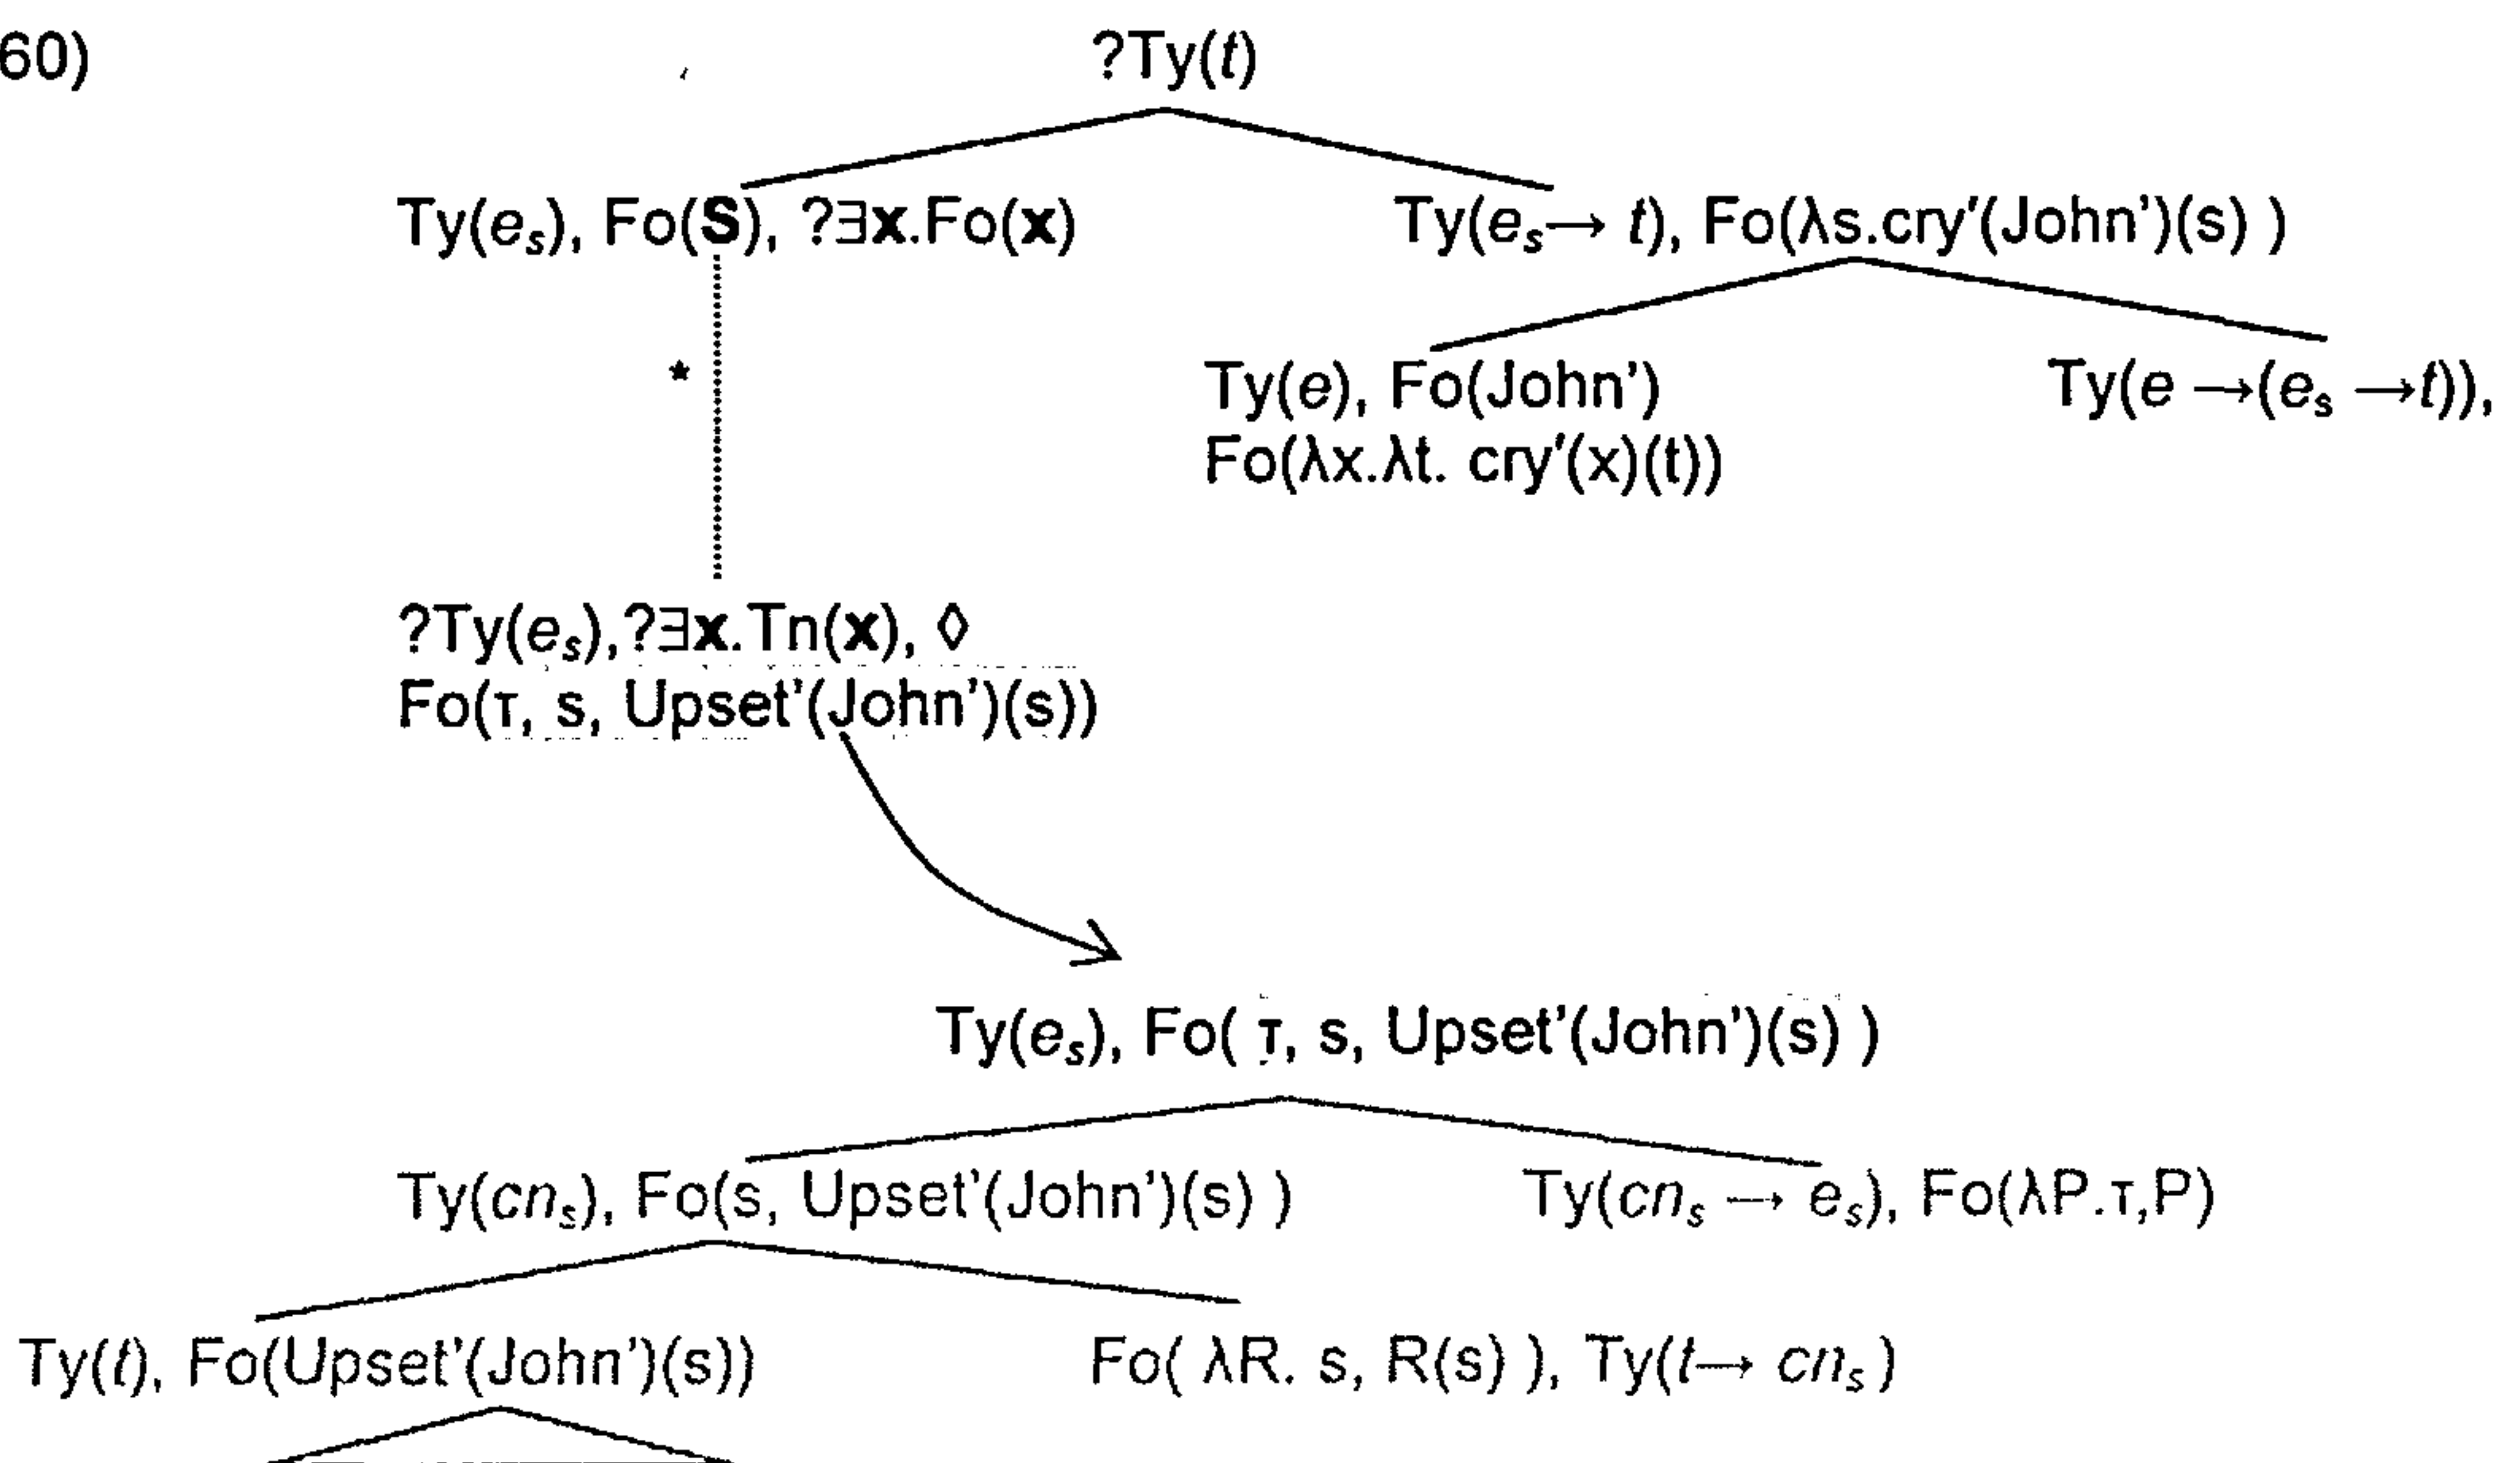 60)
?Ty(t)
Ty(eₛ), Fo(S), ?∃x.Fo(x)
Ty(eₛ→ t), Fo(λs.cry'(John')(s) )
*
Ty(e), Fo(John')
Ty(e →(eₛ →t)),
Fo(λx.λt. cry'(x)(t))
?Ty(eₛ),?∃x.Tn(x), ◊
Fo(τ, s, Upset'(John')(s))
Ty(eₛ), Fo( τ, s, Upset'(John')(s) )
Ty(cnₛ), Fo(s, Upset'(John')(s) )
Ty(cnₛ → eₛ), Fo(λP.τ,P)
Ty(t), Fo(Upset'(John')(s))
Fo( λR. s, R(s) ), Ty(t→ cnₛ )